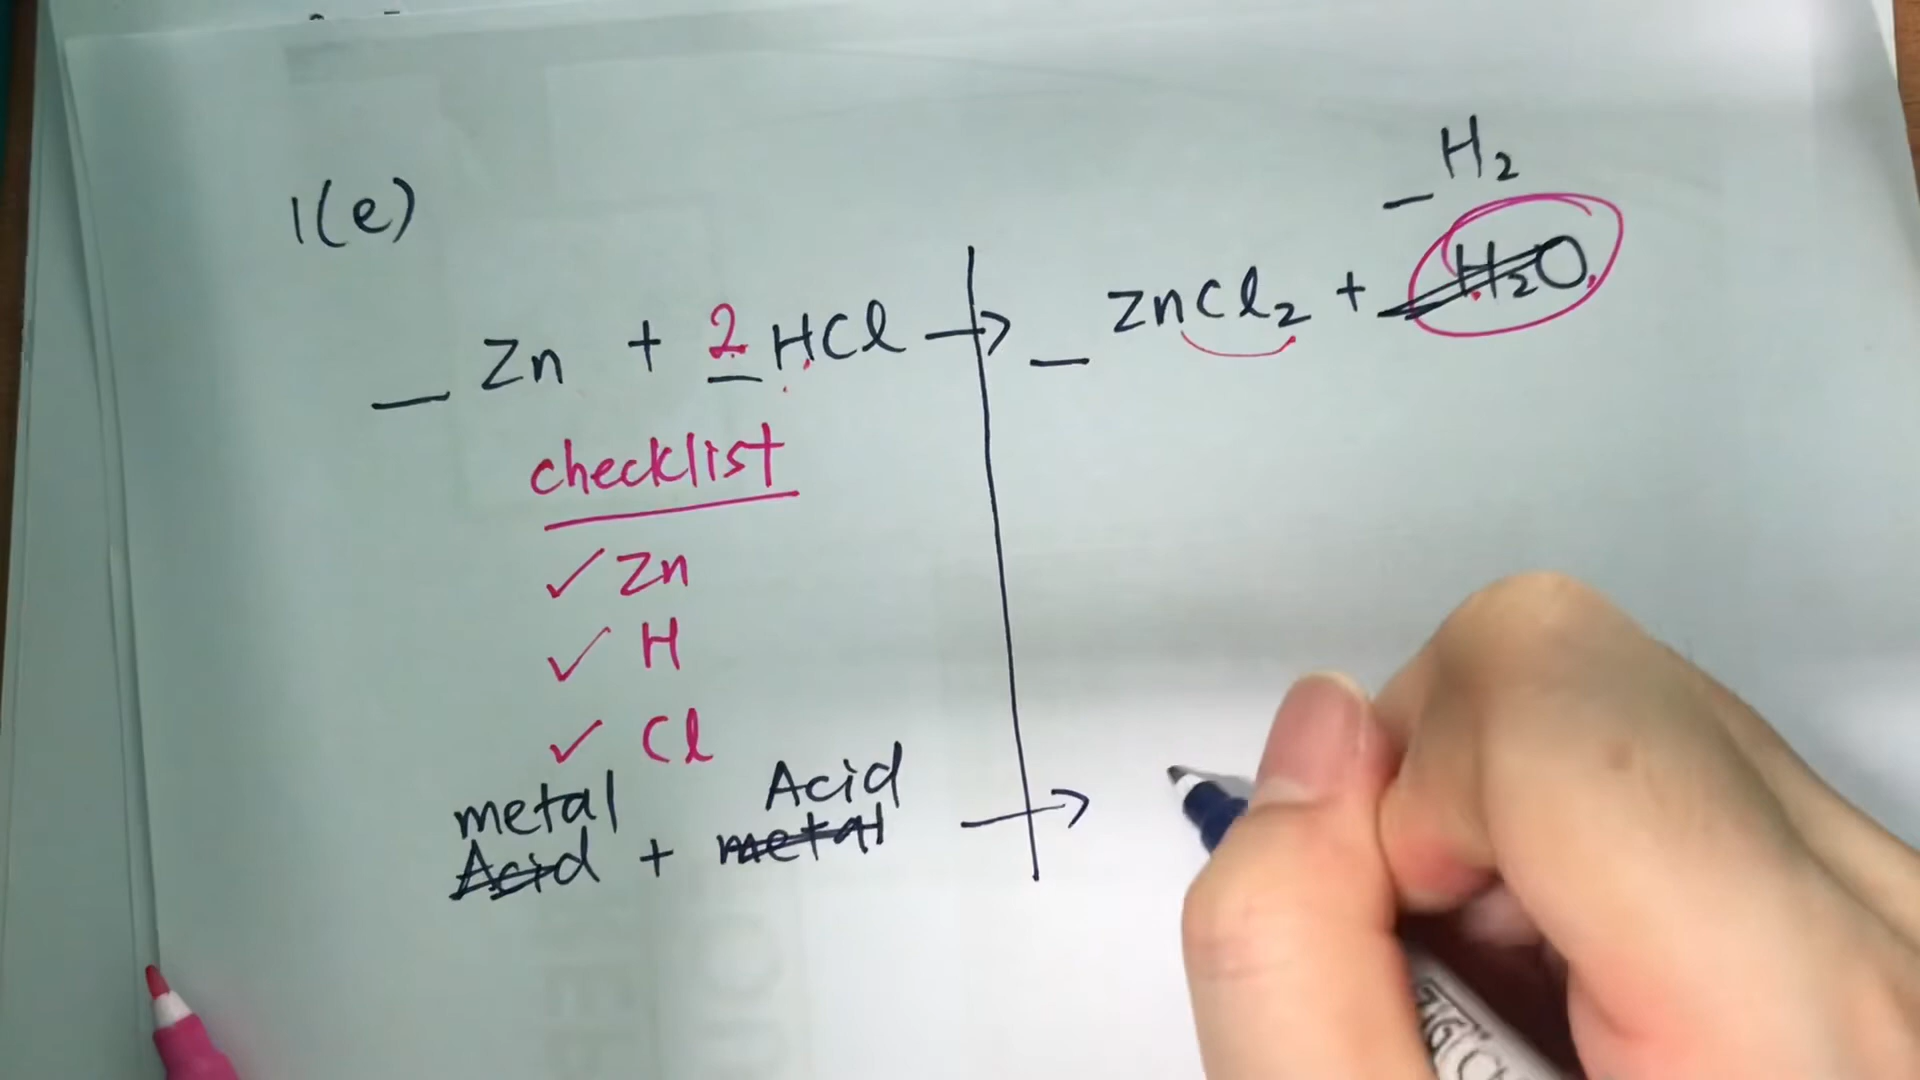 1(e)
H₂
_ Zn + 2 HCl → _ ZnCl₂ + H₂O
checklist
✓ Zn
✓ H
✓ Cl
metal Acid
Acid + metal →